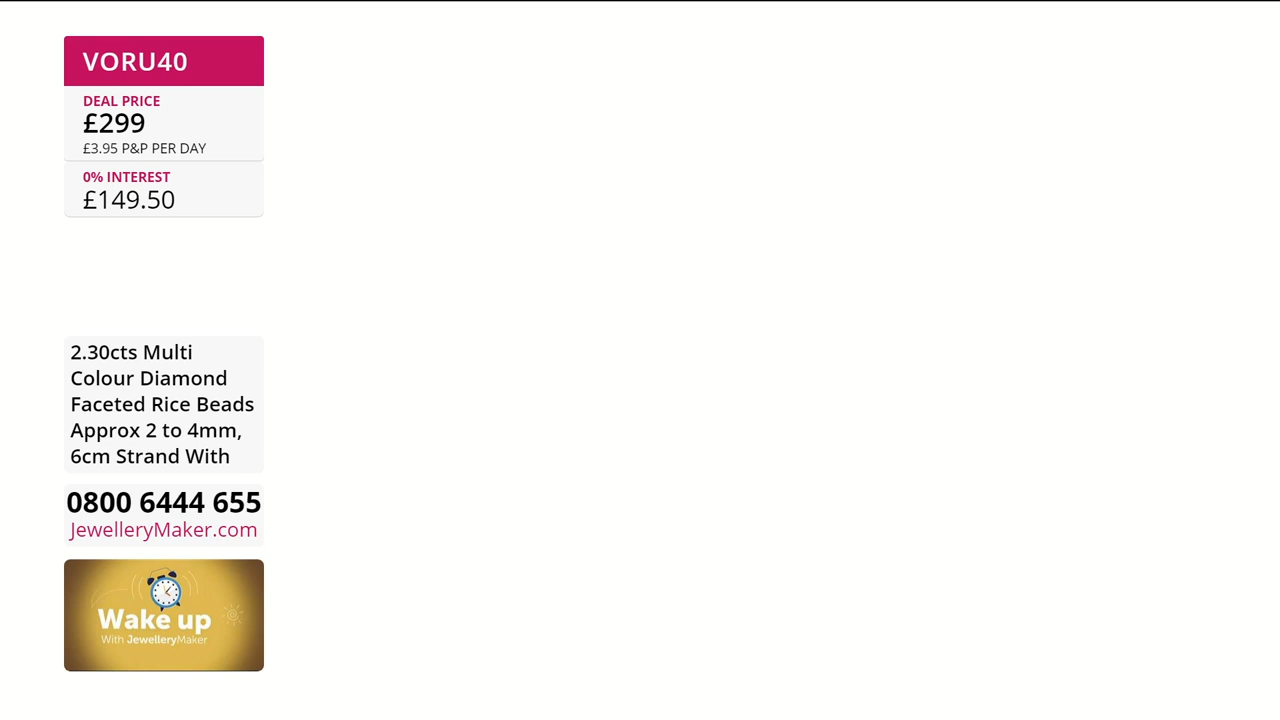 VORU40
DEAL PRICE
£299
£3.95 P&P PER DAY
0% INTEREST
£149.50
2.30cts Multi
Colour Diamond
Faceted Rice Beads
Approx 2 to 4mm,
6cm Strand With
0800 6444 655
JewelleryMaker.com
Wake up
With JewelleryMaker